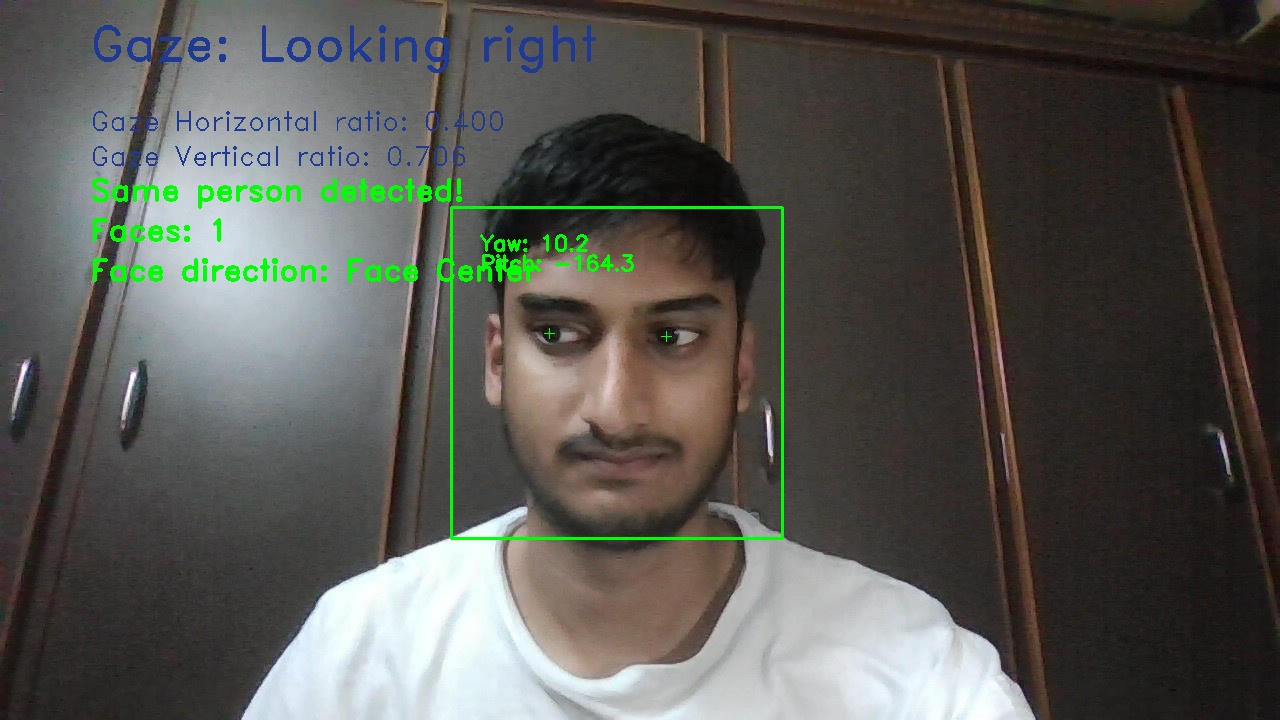 Gaze: Looking right
Gaze Horizontal ratio: 0.400
Gaze Vertical ratio: 0.706
Same person detected!
Faces: 1
Yaw: 10.2
Pitch: -164.3
Face direction: Face Center